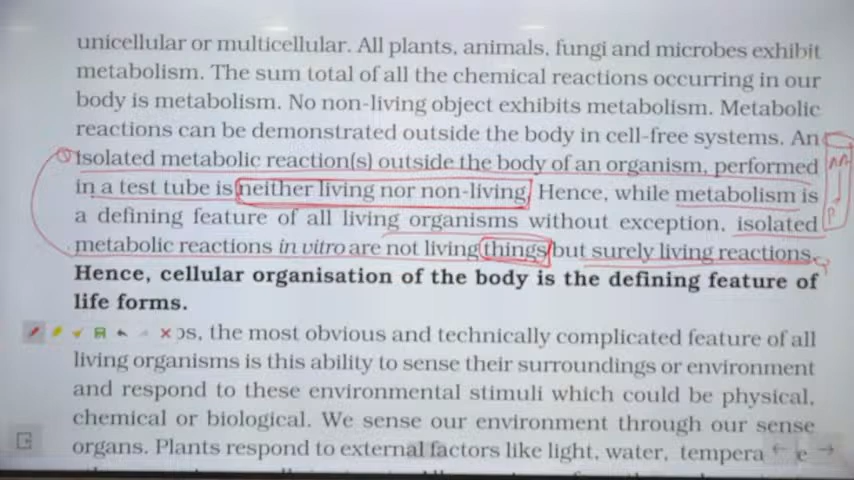 unicellular or multicellular. All plants, animals, fungi and microbes exhibit
metabolism. The sum total of all the chemical reactions occurring in our
body is metabolism. No non-living object exhibits metabolism. Metabolic
reactions can be demonstrated outside the body in cell-free systems. An
isolated metabolic reaction(s) outside the body of an organism, performed
in a test tube is neither living nor non-living. Hence, while metabolism is
a defining feature of all living organisms without exception, isolated
metabolic reactions in vitro are not living things but surely living reactions.
Hence, cellular organisation of the body is the defining feature of
life forms.
ps, the most obvious and technically complicated feature of all
living organisms is this ability to sense their surroundings or environment
and respond to these environmental stimuli which could be physical,
chemical or biological. We sense our environment through our sense
organs. Plants respond to external factors like light, water, tempera e